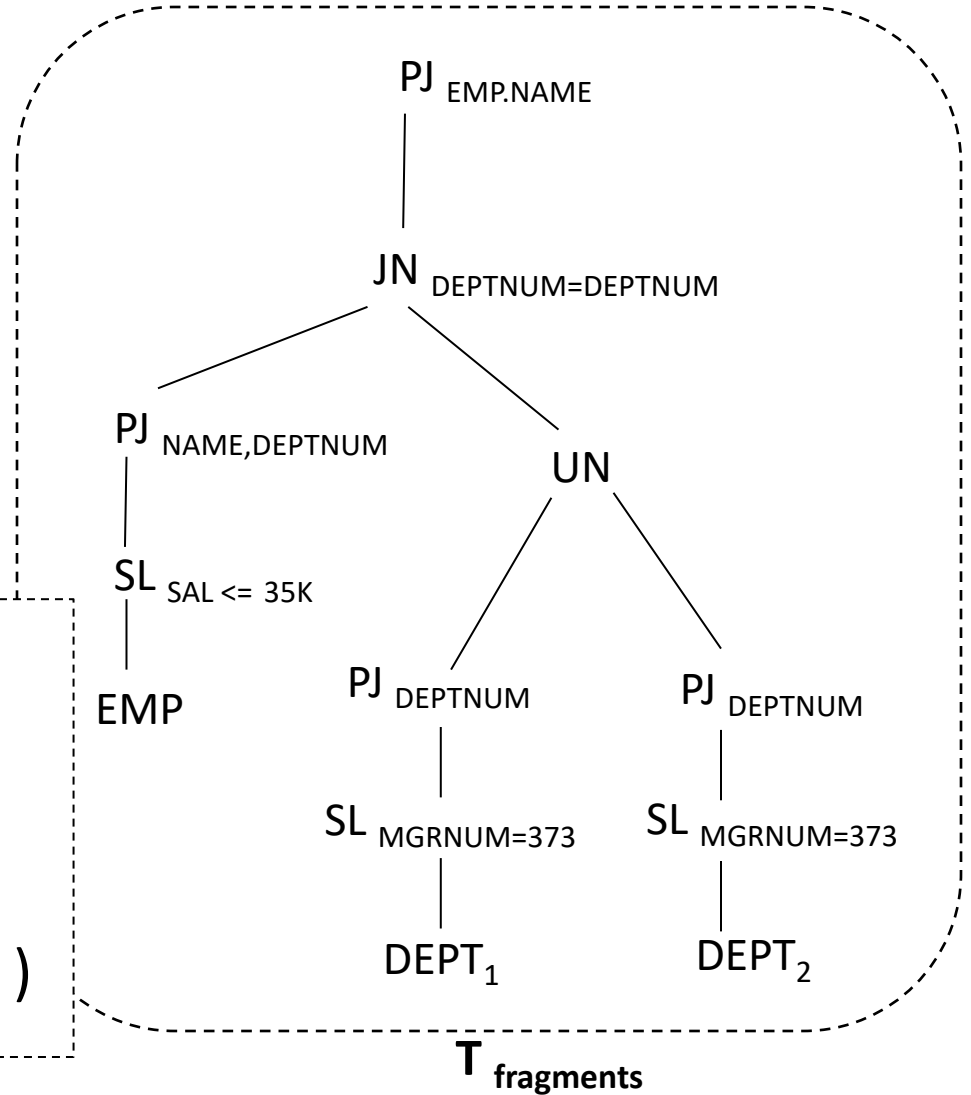 PJ EMP.NAME
JN DEPTNUM=DEPTNUM
PJ NAME,DEPTNUM
UN
SL SAL <= 35K
EMP
PJ DEPTNUM
PJ DEPTNUM
SL MGRNUM=373
SL MGRNUM=373
DEPT₁
DEPT₂
)
T fragments